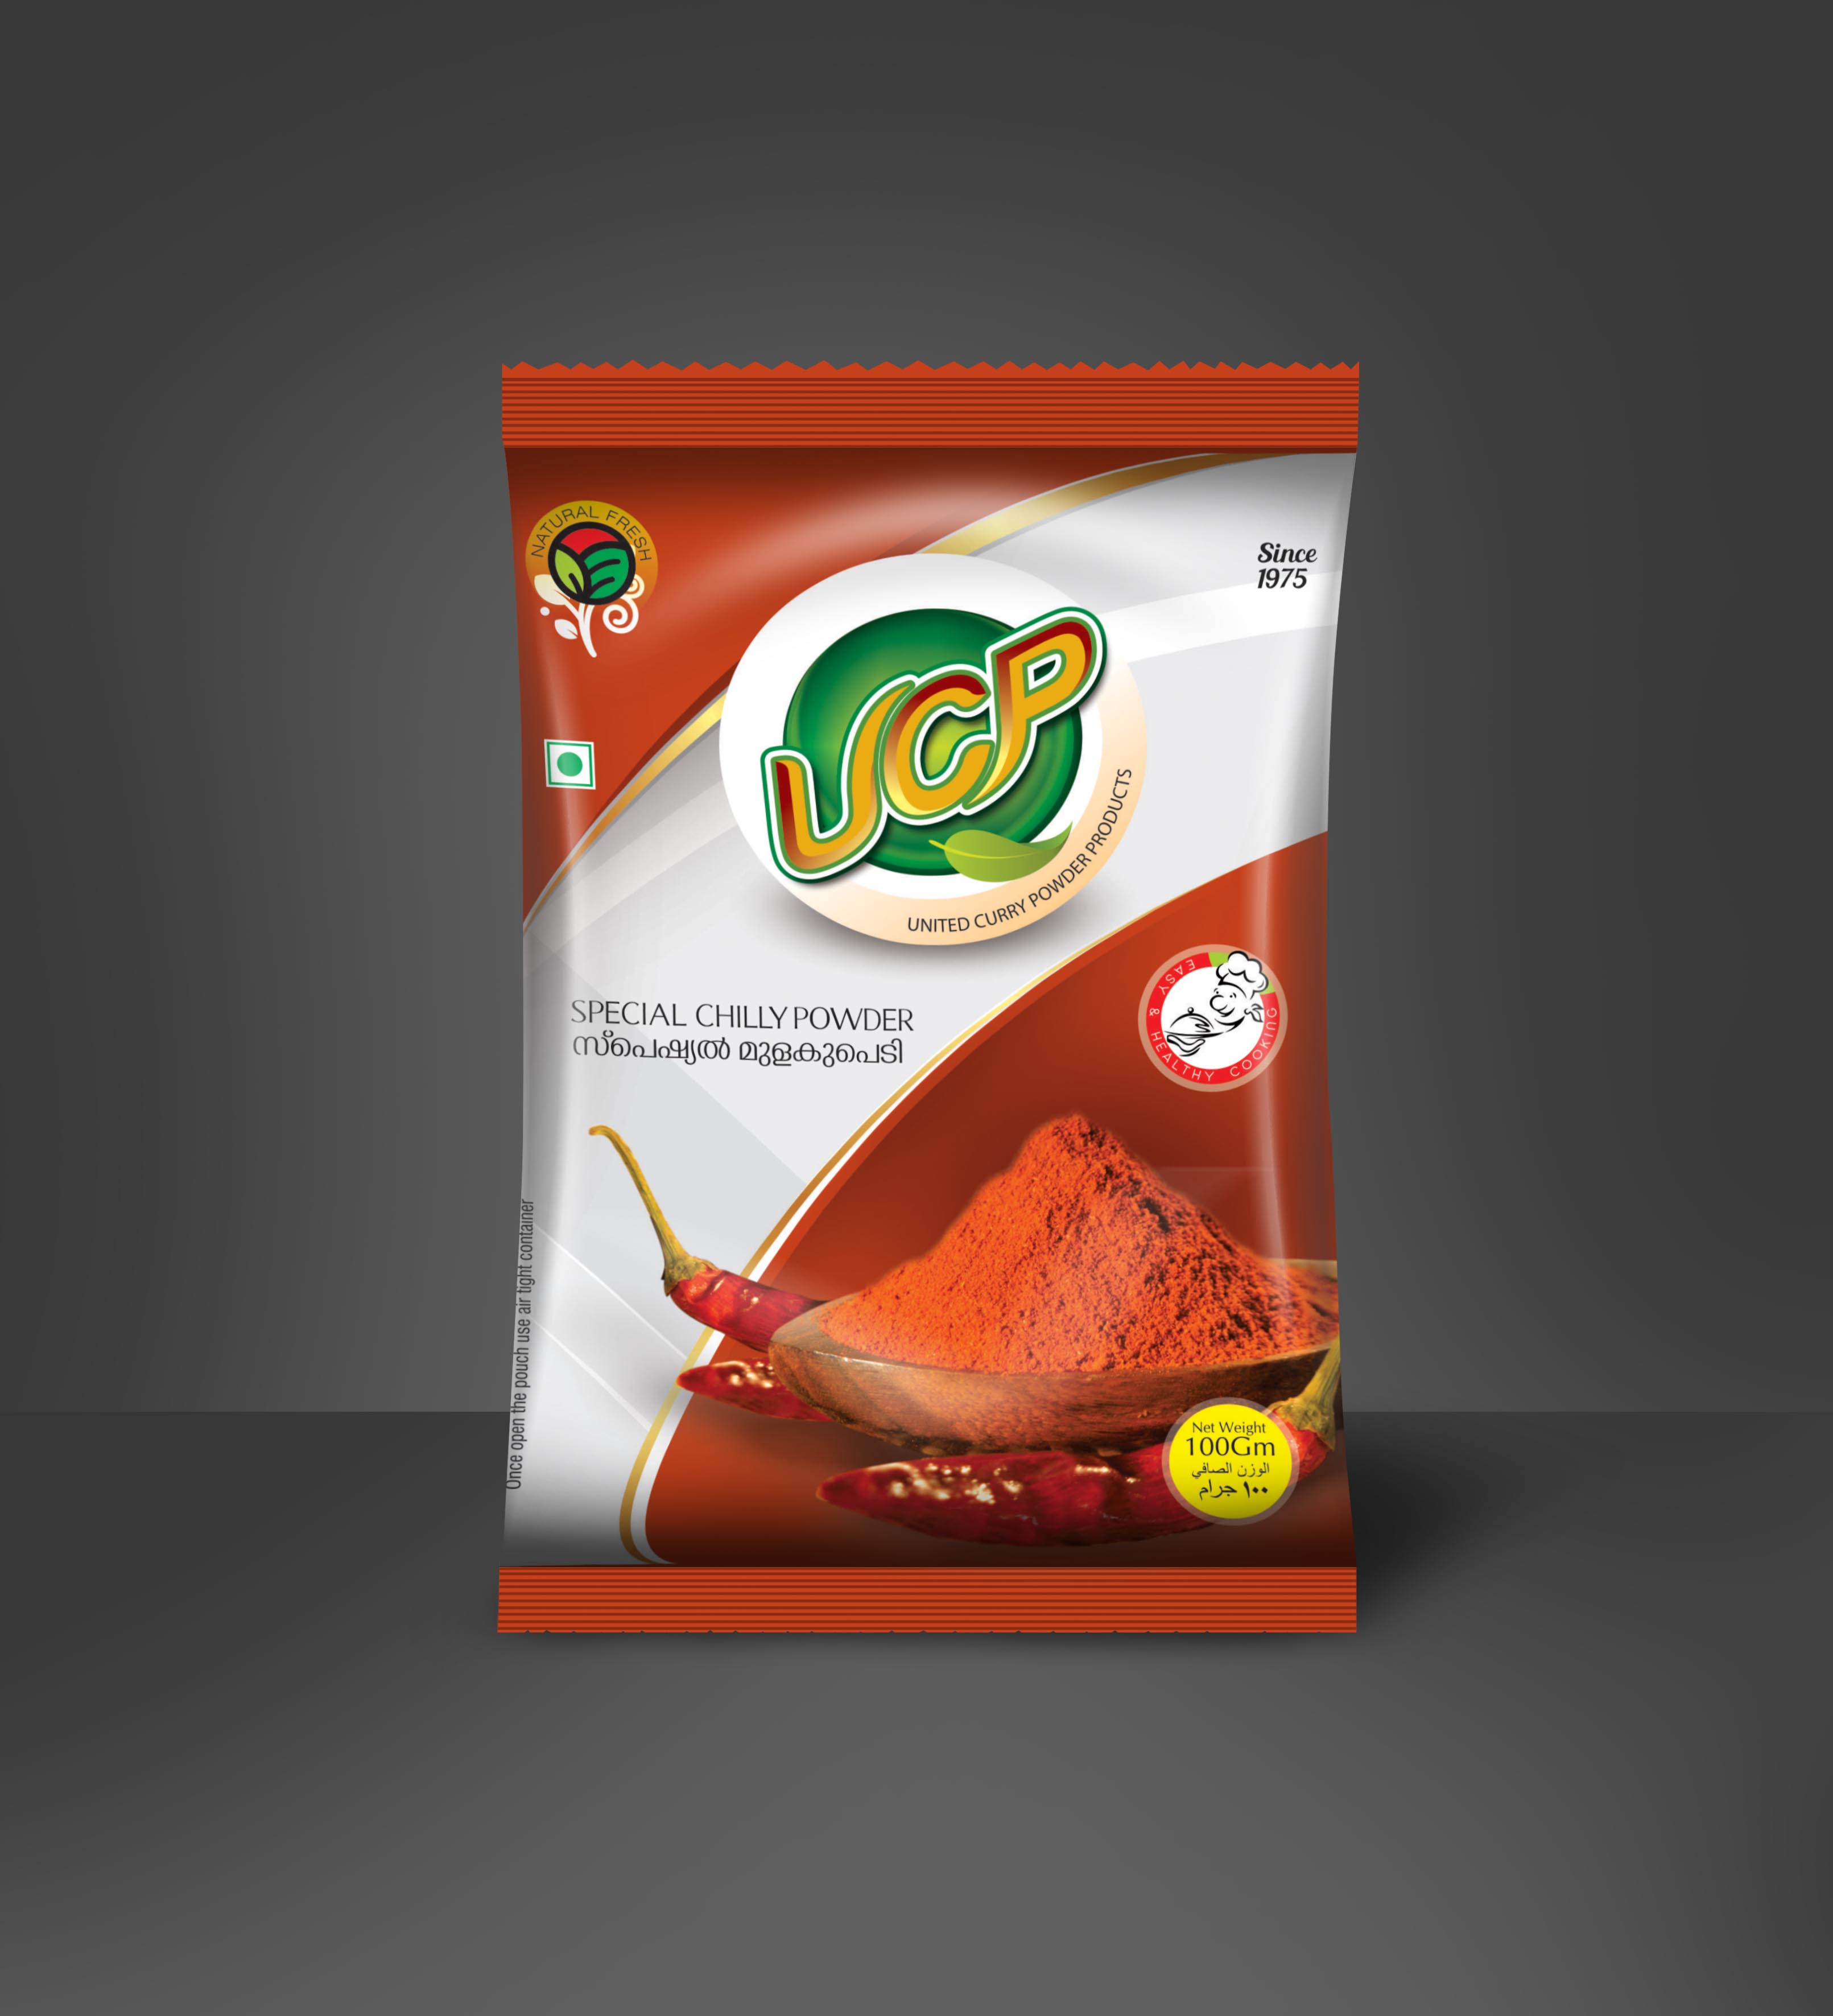 NATURAL FRESH
Since
1975
UCP
UNITED CURRY POWDER PRODUCTS
SPECIAL CHILLY POWDER
സ്പെഷ്യൽ മുളകുപെടി
EASY & HEALTHY COOKING
Once open the pouch use air tight container
Net Weight
100Gm
الوزن الصافي
١٠٠ جرام